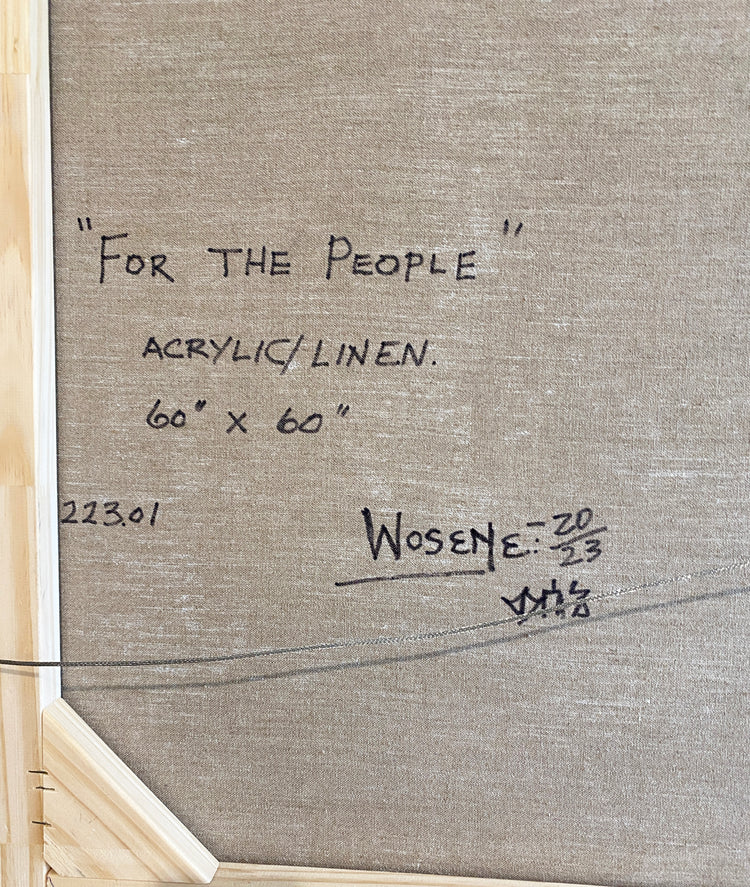 "FOR THE PEOPLE"
ACRYLIC/LINEN.
60" x 60"
223.01
WOSENE:- 20/23